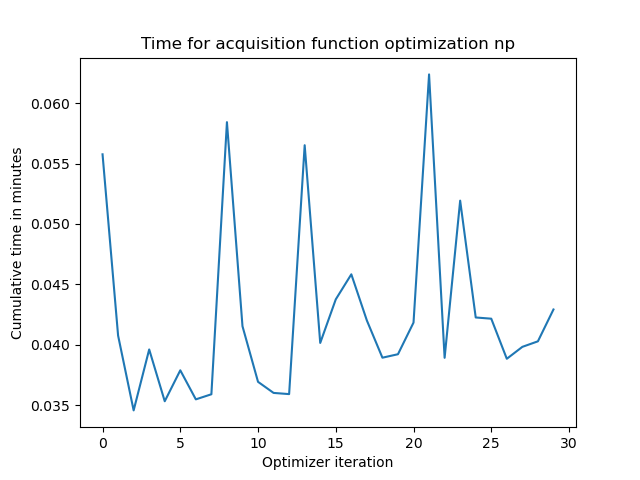 Time for acquisition function optimization np
Cumulative time in minutes
0.060
0.055
0.050
0.045
0.040
0.035
0 5 10 15 20 25 30
Optimizer iteration